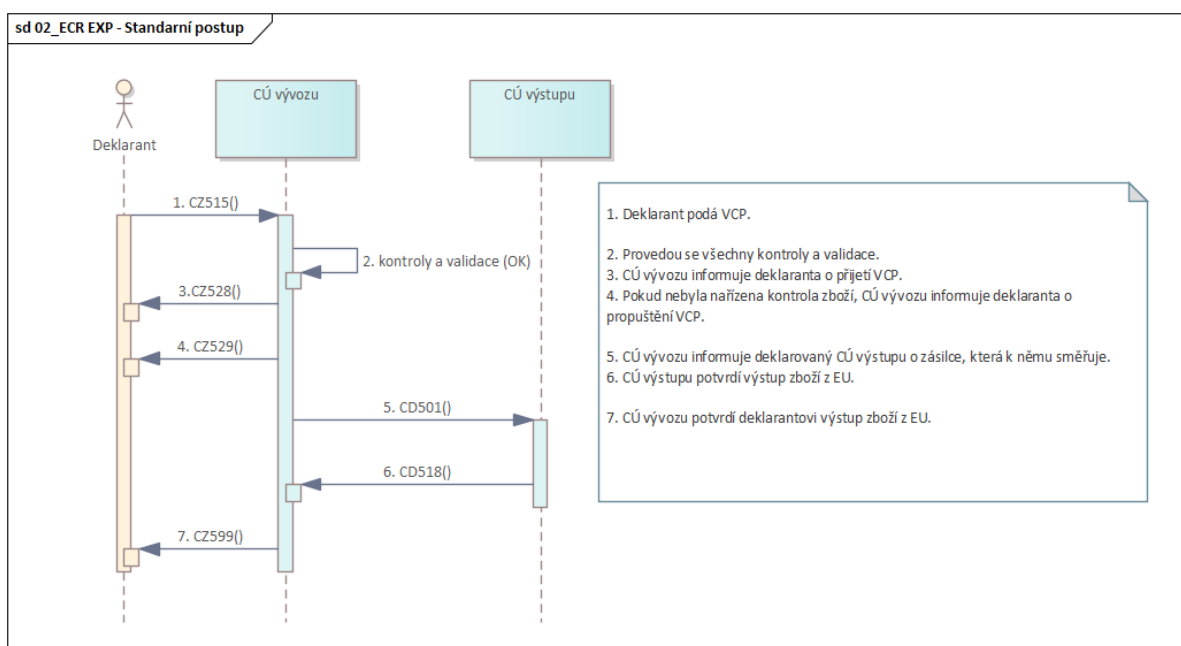 sd 02_ECR EXP - Standarní postup
CÚ vývozu
CÚ výstupu
Deklarant
1. CZ515()
2. kontroly a validace (OK)
3.CZ528()
4. CZ529()
5. CD501()
6. CD518()
7. CZ599()
1. Deklarant podá VCP.
2. Provedou se všechny kontroly a validace.
3. CÚ vývozu informuje deklaranta o přijetí VCP.
4. Pokud nebyla nařízena kontrola zboží, CÚ vývozu informuje deklaranta o
propuštění VCP.
5. CÚ vývozu informuje deklarovaný CÚ výstupu o zásilce, která k němu směřuje.
6. CÚ výstupu potvrdí výstup zboží z EU.
7. CÚ vývozu potvrdí deklarantovi výstup zboží z EU.